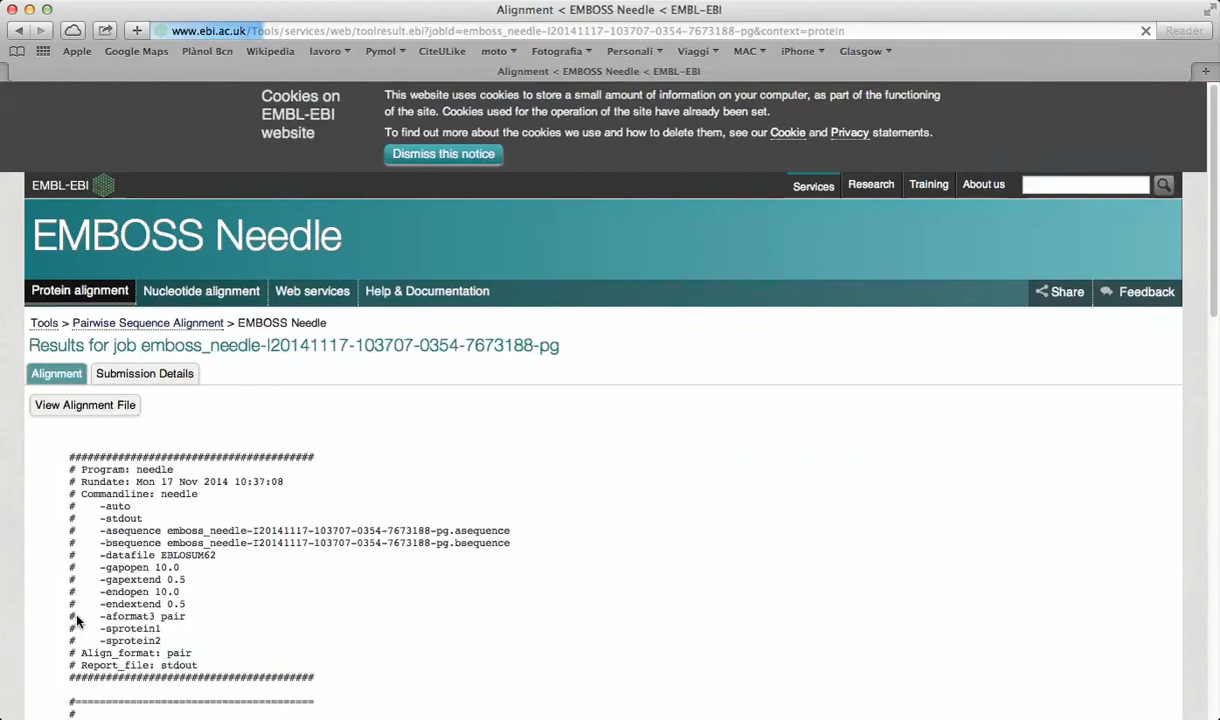 Alignment < EMBOSS Needle < EMBL-EBI
www.ebi.ac.uk/Tools/services/web/toolresult.ebi?jobId=emboss_needle-I20141117-103707-0354-7673188-pg&context=protein
Reader
Apple Google Maps Plànol Bcn Wikipedia lavoro Pymol CiteULike moto Fotografia Personali Viaggi MAC iPhone Glasgow
Alignment < EMBOSS Needle < EMBL-EBI
Cookies on
EMBL-EBI
website
This website uses cookies to store a small amount of information on your computer, as part of the functioning
of the site. Cookies used for the operation of the site have already been set.
To find out more about the cookies we use and how to delete them, see our Cookie and Privacy statements.
Dismiss this notice
EMBL-EBI
Services Research Training About us
EMBOSS Needle
Protein alignment Nucleotide alignment Web services Help & Documentation Share Feedback
Tools > Pairwise Sequence Alignment > EMBOSS Needle
Results for job emboss_needle-I20141117-103707-0354-7673188-pg
Alignment Submission Details
View Alignment File
########################################
# Program: needle
# Rundate: Mon 17 Nov 2014 10:37:08
# Commandline: needle
#    -auto
#    -stdout
#    -asequence emboss_needle-I20141117-103707-0354-7673188-pg.asequence
#    -bsequence emboss_needle-I20141117-103707-0354-7673188-pg.bsequence
#    -datafile EBLOSUM62
#    -gapopen 10.0
#    -gapextend 0.5
#    -endopen 10.0
#    -endextend 0.5
#    -aformat3 pair
#    -sprotein1
#    -sprotein2
# Align_format: pair
# Report_file: stdout
########################################
#=======================================
#